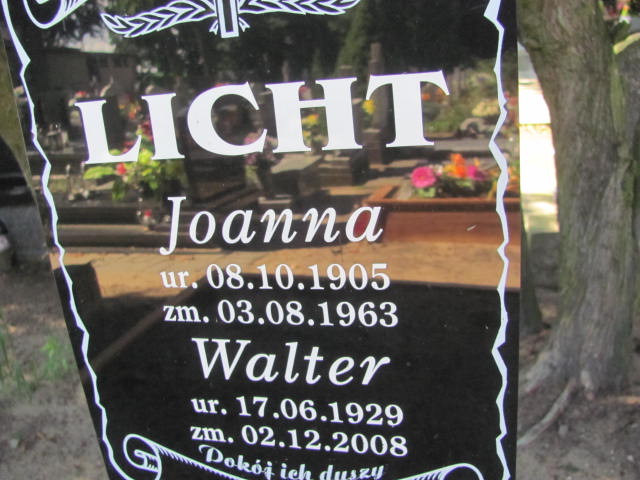 LICHT
Joanna
ur. 08.10.1905
zm. 03.08.1963
Walter
ur. 17.06.1929
zm. 02.12.2008
Pokój ich duszy